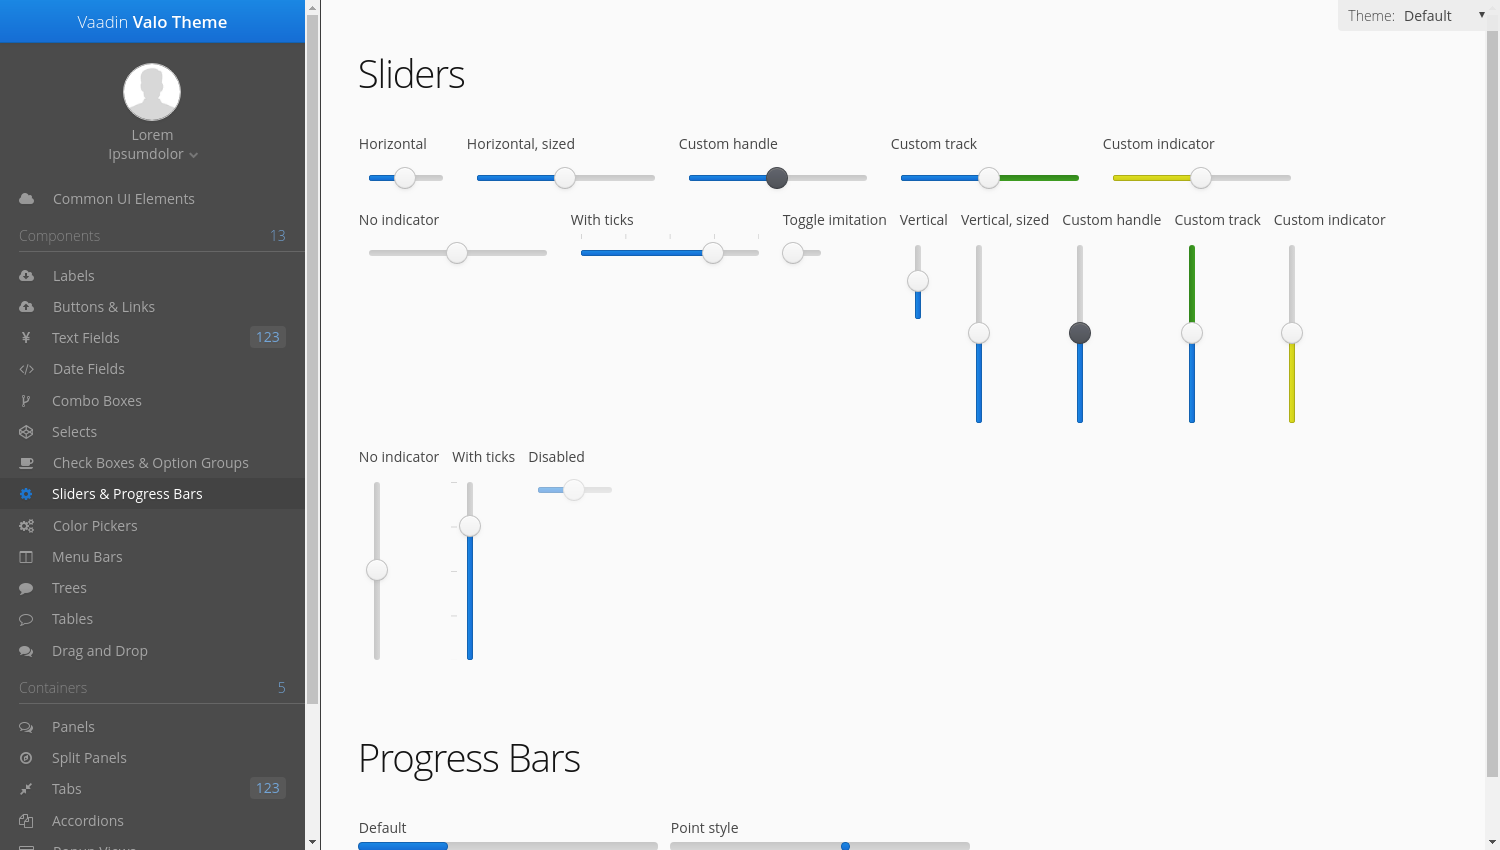 Vaadin Valo Theme
Lorem
Ipsumdolor
Common UI Elements
Components 13
Labels
Buttons & Links
Text Fields 123
Date Fields
Combo Boxes
Selects
Check Boxes & Option Groups
Sliders & Progress Bars
Color Pickers
Menu Bars
Trees
Tables
Drag and Drop
Containers 5
Panels
Split Panels
Tabs 123
Accordions
Popup Views
Theme: Default
Sliders
Horizontal Horizontal, sized Custom handle Custom track Custom indicator
No indicator With ticks Toggle imitation Vertical Vertical, sized Custom handle Custom track Custom indicator
No indicator With ticks Disabled
Progress Bars
Default Point style